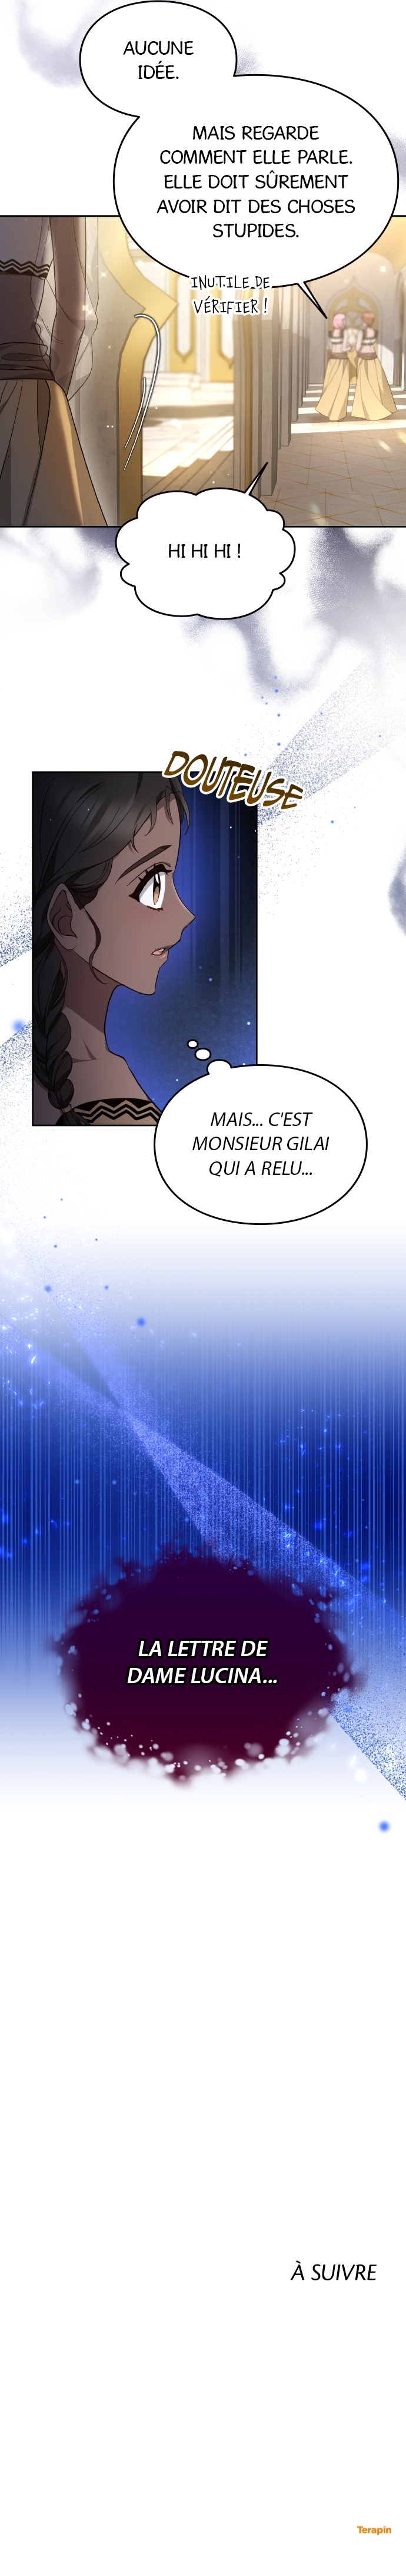 AUCUNE
IDÉE.
MAIS REGARDE
COMMENT ELLE PARLE.
ELLE DOIT SÛREMENT
AVOIR DIT DES CHOSES
STUPIDES.
INUTILE DE
VÉRIFIER !
HI HI HI !
DOUTEUSE
MAIS... C'EST
MONSIEUR GILAI
QUI A RELU...
LA LETTRE DE
DAME LUCINA...
À SUIVRE
Terapin